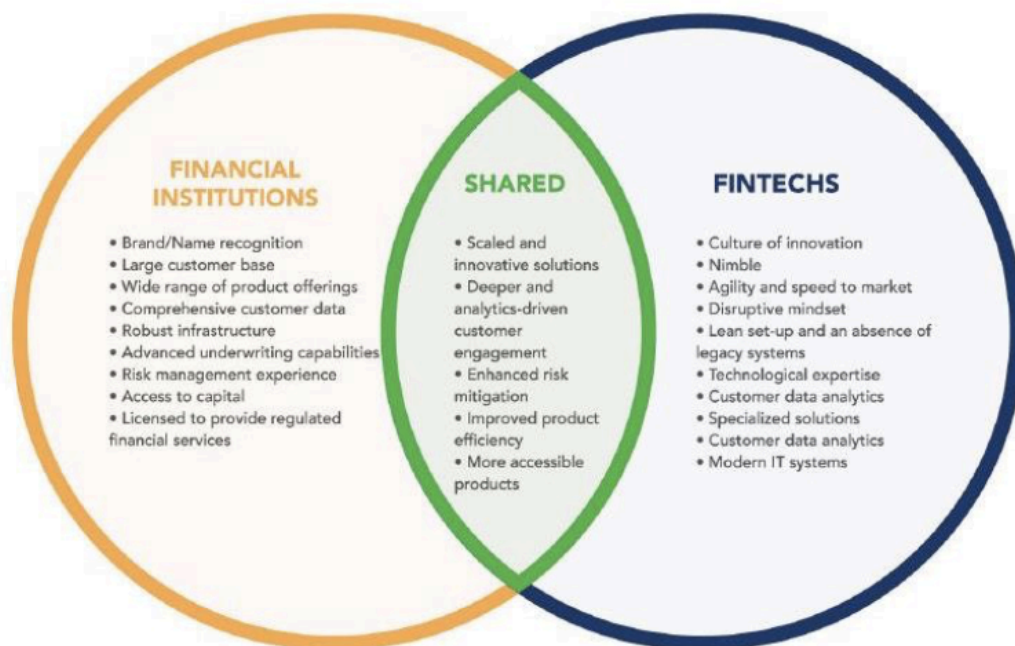 FINANCIAL
INSTITUTIONS
• Brand/Name recognition
• Large customer base
• Wide range of product offerings
• Comprehensive customer data
• Robust infrastructure
• Advanced underwriting capabilities
• Risk management experience
• Access to capital
• Licensed to provide regulated
financial services
SHARED
• Scaled and
innovative solutions
• Deeper and
analytics-driven
customer
engagement
• Enhanced risk
mitigation
• Improved product
efficiency
• More accessible
products
FINTECHS
• Culture of innovation
• Nimble
• Agility and speed to market
• Disruptive mindset
• Lean set-up and an absence of
legacy systems
• Technological expertise
• Customer data analytics
• Specialized solutions
• Customer data analytics
• Modern IT systems